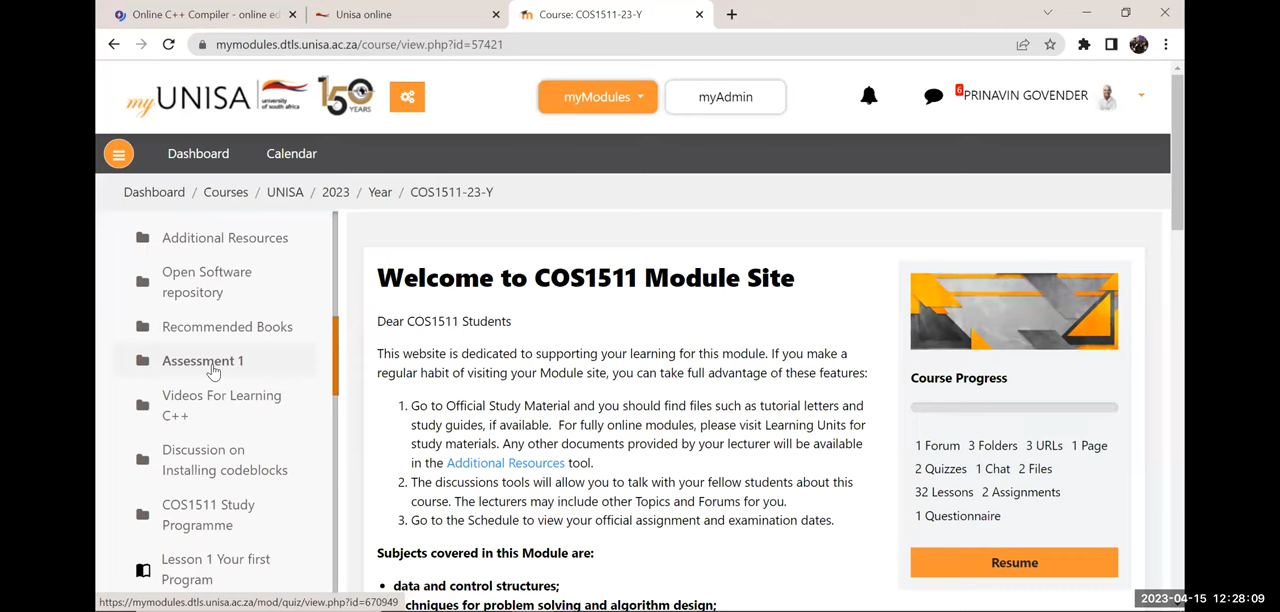 Online C++ Compiler - online ed
Unisa online
Course: COS1511-23-Y
mymodules.dtls.unisa.ac.za/course/view.php?id=57421
my UNISA
university
of south africa
150
YEARS
myModules
myAdmin
6
PRINAVIN GOVENDER
Dashboard
Calendar
Dashboard / Courses / UNISA / 2023 / Year / COS1511-23-Y
Additional Resources
Open Software
repository
Recommended Books
Assessment 1
Videos For Learning
C++
Discussion on
Installing codeblocks
COS1511 Study
Programme
Lesson 1 Your first
Program
https://mymodules.dtls.unisa.ac.za/mod/quiz/view.php?id=670949
Welcome to COS1511 Module Site
Dear COS1511 Students
This website is dedicated to supporting your learning for this module. If you make a
regular habit of visiting your Module site, you can take full advantage of these features:
1. Go to Official Study Material and you should find files such as tutorial letters and
study guides, if available. For fully online modules, please visit Learning Units for
study materials. Any other documents provided by your lecturer will be available
in the Additional Resources tool.
2. The discussions tools will allow you to talk with your fellow students about this
course. The lecturers may include other Topics and Forums for you.
3. Go to the Schedule to view your official assignment and examination dates.
Subjects covered in this Module are:
• data and control structures;
techniques for problem solving and algorithm design;
Course Progress
1 Forum 3 Folders 3 URLs 1 Page
2 Quizzes 1 Chat 2 Files
32 Lessons 2 Assignments
1 Questionnaire
Resume
2023-04-15 12:28:09